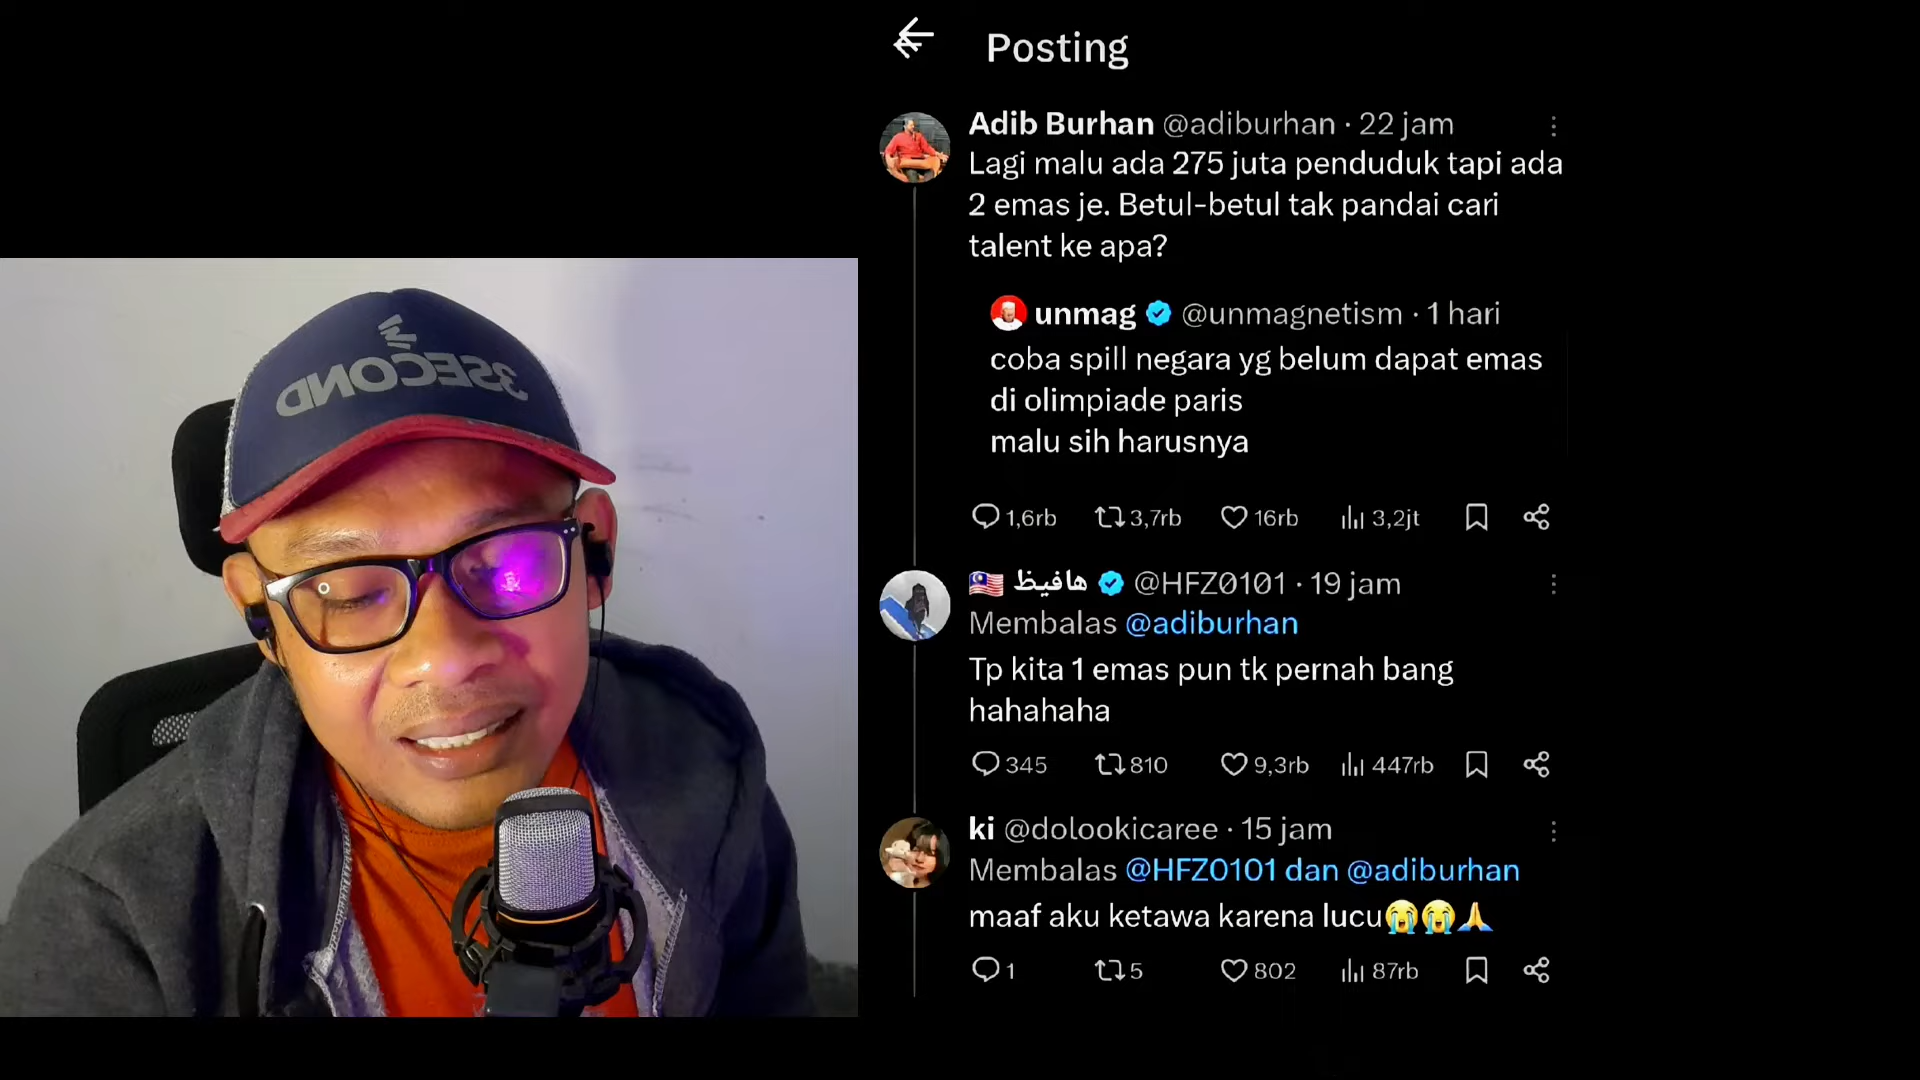 Posting
Adib Burhan @adiburhan · 22 jam
Lagi malu ada 275 juta penduduk tapi ada
2 emas je. Betul-betul tak pandai cari
talent ke apa?
unmag @unmagnetism · 1 hari
coba spill negara yg belum dapat emas
di olimpiade paris
malu sih harusnya
1,6rb 3,7rb 16rb 3,2jt
هافيظ @HFZ0101 · 19 jam
Membalas @adiburhan
Tp kita 1 emas pun tk pernah bang
hahahaha
345 810 9,3rb 447rb
ki @dolookicaree · 15 jam
Membalas @HFZ0101 dan @adiburhan
maaf aku ketawa karena lucu😭😭🙏
1 5 802 87rb
3SECOND